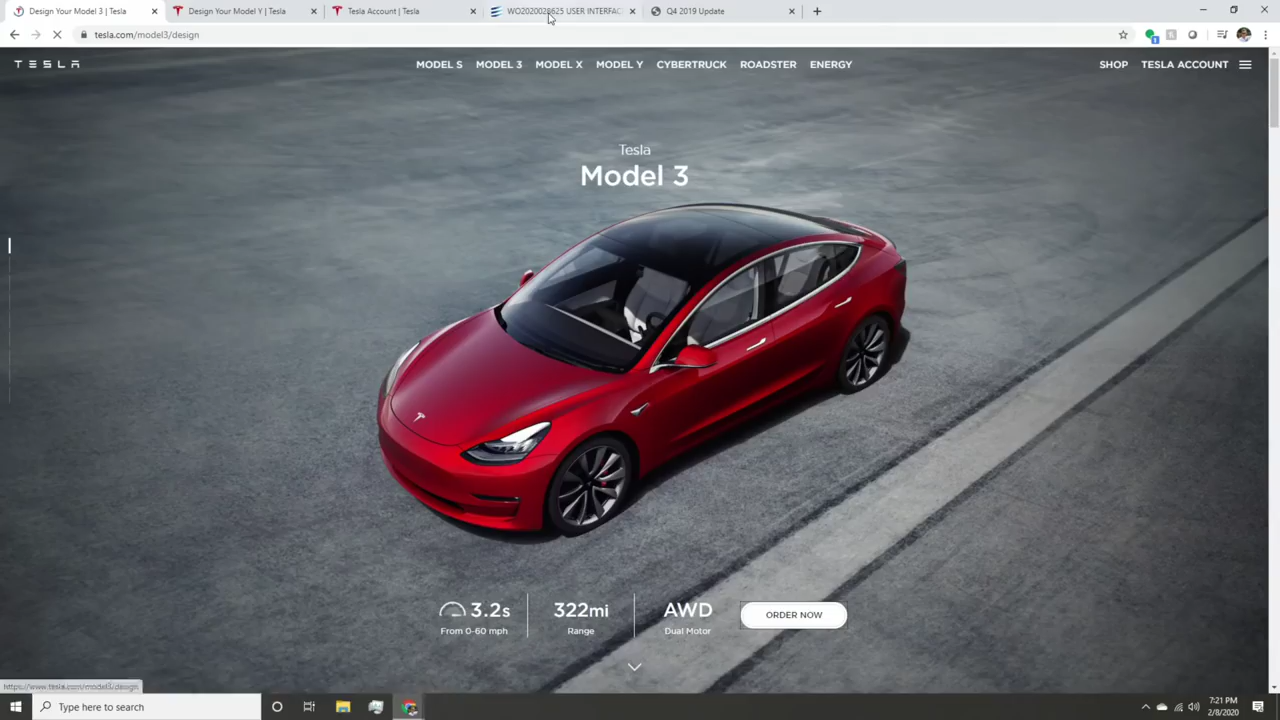 Design Your Model 3 | Tesla
Design Your Model Y | Tesla
Tesla Account | Tesla
WO2020028625 USER INTERFAC
Q4 2019 Update
tesla.com/model3/design
TESLA
MODEL S
MODEL 3
MODEL X
MODEL Y
CYBERTRUCK
ROADSTER
ENERGY
SHOP
TESLA ACCOUNT
Tesla
Model 3
3.2s
From 0-60 mph
322mi
Range
AWD
Dual Motor
ORDER NOW
https://www.tesla.com/model3/design
Type here to search
7:21 PM
2/8/2020